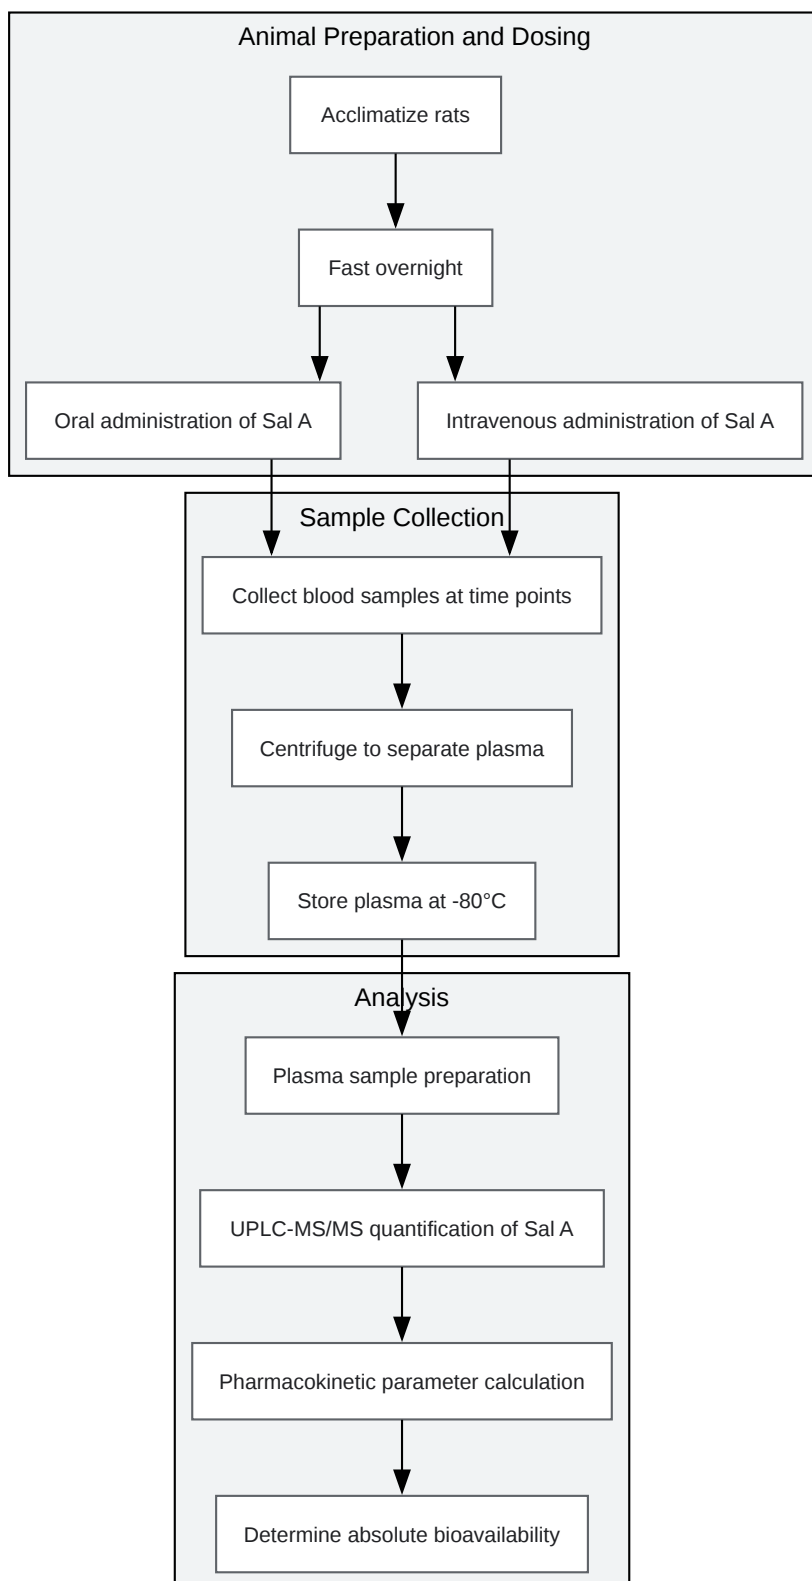 Animal Preparation and Dosing
Acclimatize rats
Fast overnight
Oral administration of Sal A
Intravenous administration of Sal A
Sample Collection
Collect blood samples at time points
Centrifuge to separate plasma
Store plasma at -80°C
Analysis
Plasma sample preparation
UPLC-MS/MS quantification of Sal A
Pharmacokinetic parameter calculation
Determine absolute bioavailability